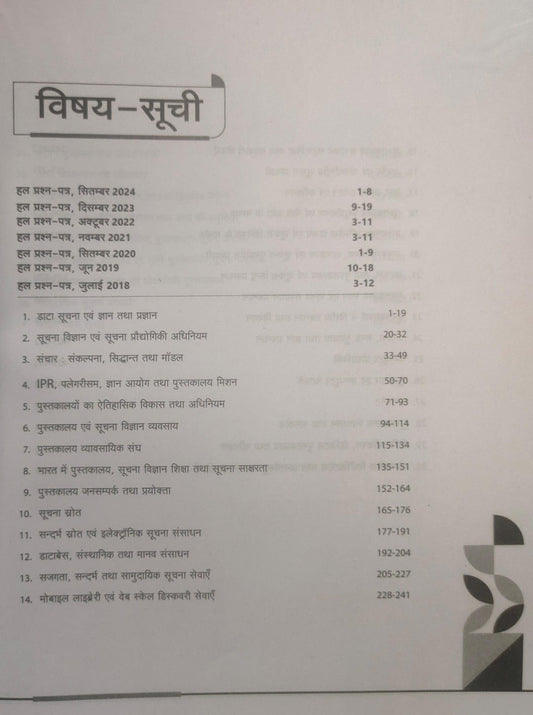 विषय-सूची
हल प्रश्न-पत्र, सितम्बर 2024 1-8
हल प्रश्न-पत्र, दिसम्बर 2023 9-19
हल प्रश्न-पत्र, अक्टूबर 2022 3-11
हल प्रश्न-पत्र, नवम्बर 2021 3-11
हल प्रश्न-पत्र, सितम्बर 2020 1-9
हल प्रश्न-पत्र, जून 2019 10-18
हल प्रश्न-पत्र, जुलाई 2018 3-12
1. डाटा सूचना एवं ज्ञान तथा प्रज्ञान 1-19
2. सूचना विज्ञान एवं सूचना प्रौद्योगिकी अधिनियम 20-32
3. संचार : संकल्पना, सिद्धान्त तथा मॉडल 33-49
4. IPR, पलेगरीसम, ज्ञान आयोग तथा पुस्तकालय मिशन 50-70
5. पुस्तकालयों का ऐतिहासिक विकास तथा अधिनियम 71-93
6. पुस्तकालय एवं सूचना विज्ञान व्यवसाय 94-114
7. पुस्तकालय व्यावसायिक संघ 115-134
8. भारत में पुस्तकालय, सूचना विज्ञान शिक्षा तथा सूचना साक्षरता 135-151
9. पुस्तकालय जनसम्पर्क तथा प्रयोक्ता 152-164
10. सूचना स्रोत 165-176
11. सन्दर्भ स्रोत एवं इलेक्ट्रॉनिक सूचना संसाधन 177-191
12. डाटाबेस, संस्थानिक तथा मानव संसाधन 192-204
13. सजगता, सन्दर्भ तथा सामुदायिक सूचना सेवाएँ 205-227
14. मोबाइल लाइब्रेरी एवं वेब स्केल डिस्कवरी सेवाएँ 228-241